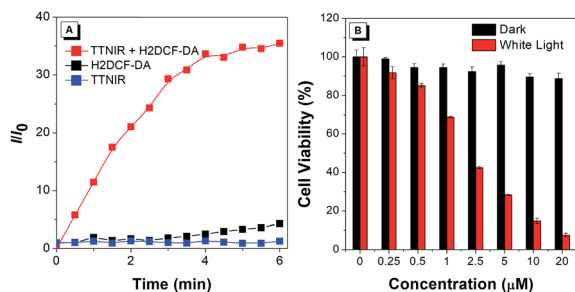 A
TTNIR + H2DCF-DA
H2DCF-DA
TTNIR
I/I0
40
30
20
10
0
0 2 4 6
Time (min)
B
Dark
White Light
Cell Viability (%)
120
100
80
60
40
20
0
0 0.25 0.5 1 2.5 5 10 20
Concentration (μM)